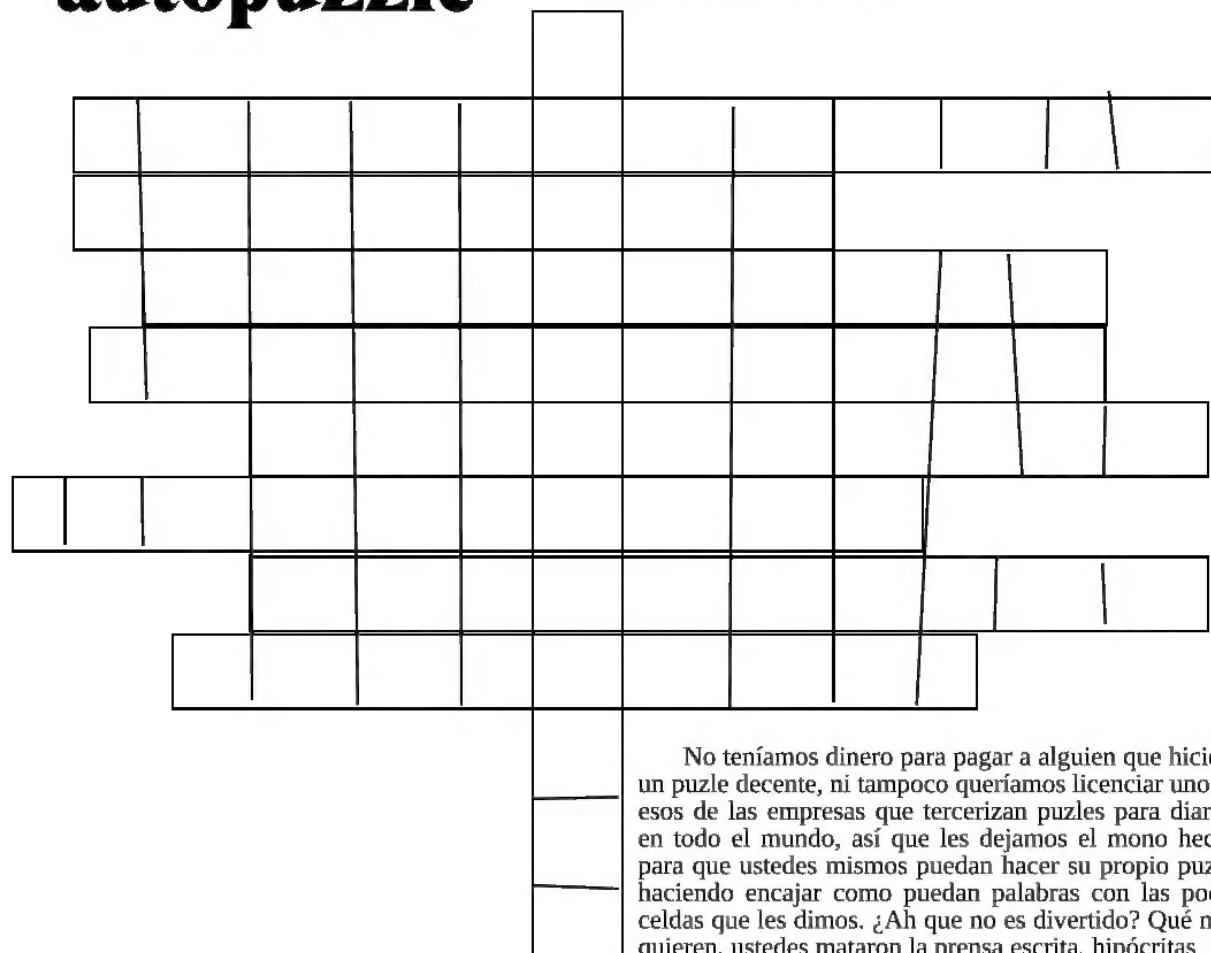 autopuzzle
No teníamos dinero para pagar a alguien que hicie
un puzle decente, ni tampoco queríamos licenciar uno
esos de las empresas que tercerizan puzles para diar
en todo el mundo, así que les dejamos el mono hec
para que ustedes mismos puedan hacer su propio puz
haciendo encajar como puedan palabras con las poc
celdas que les dimos. ¿Ah que no es divertido? Qué m
quieren, ustedes mataron la prensa escrita, hipócritas